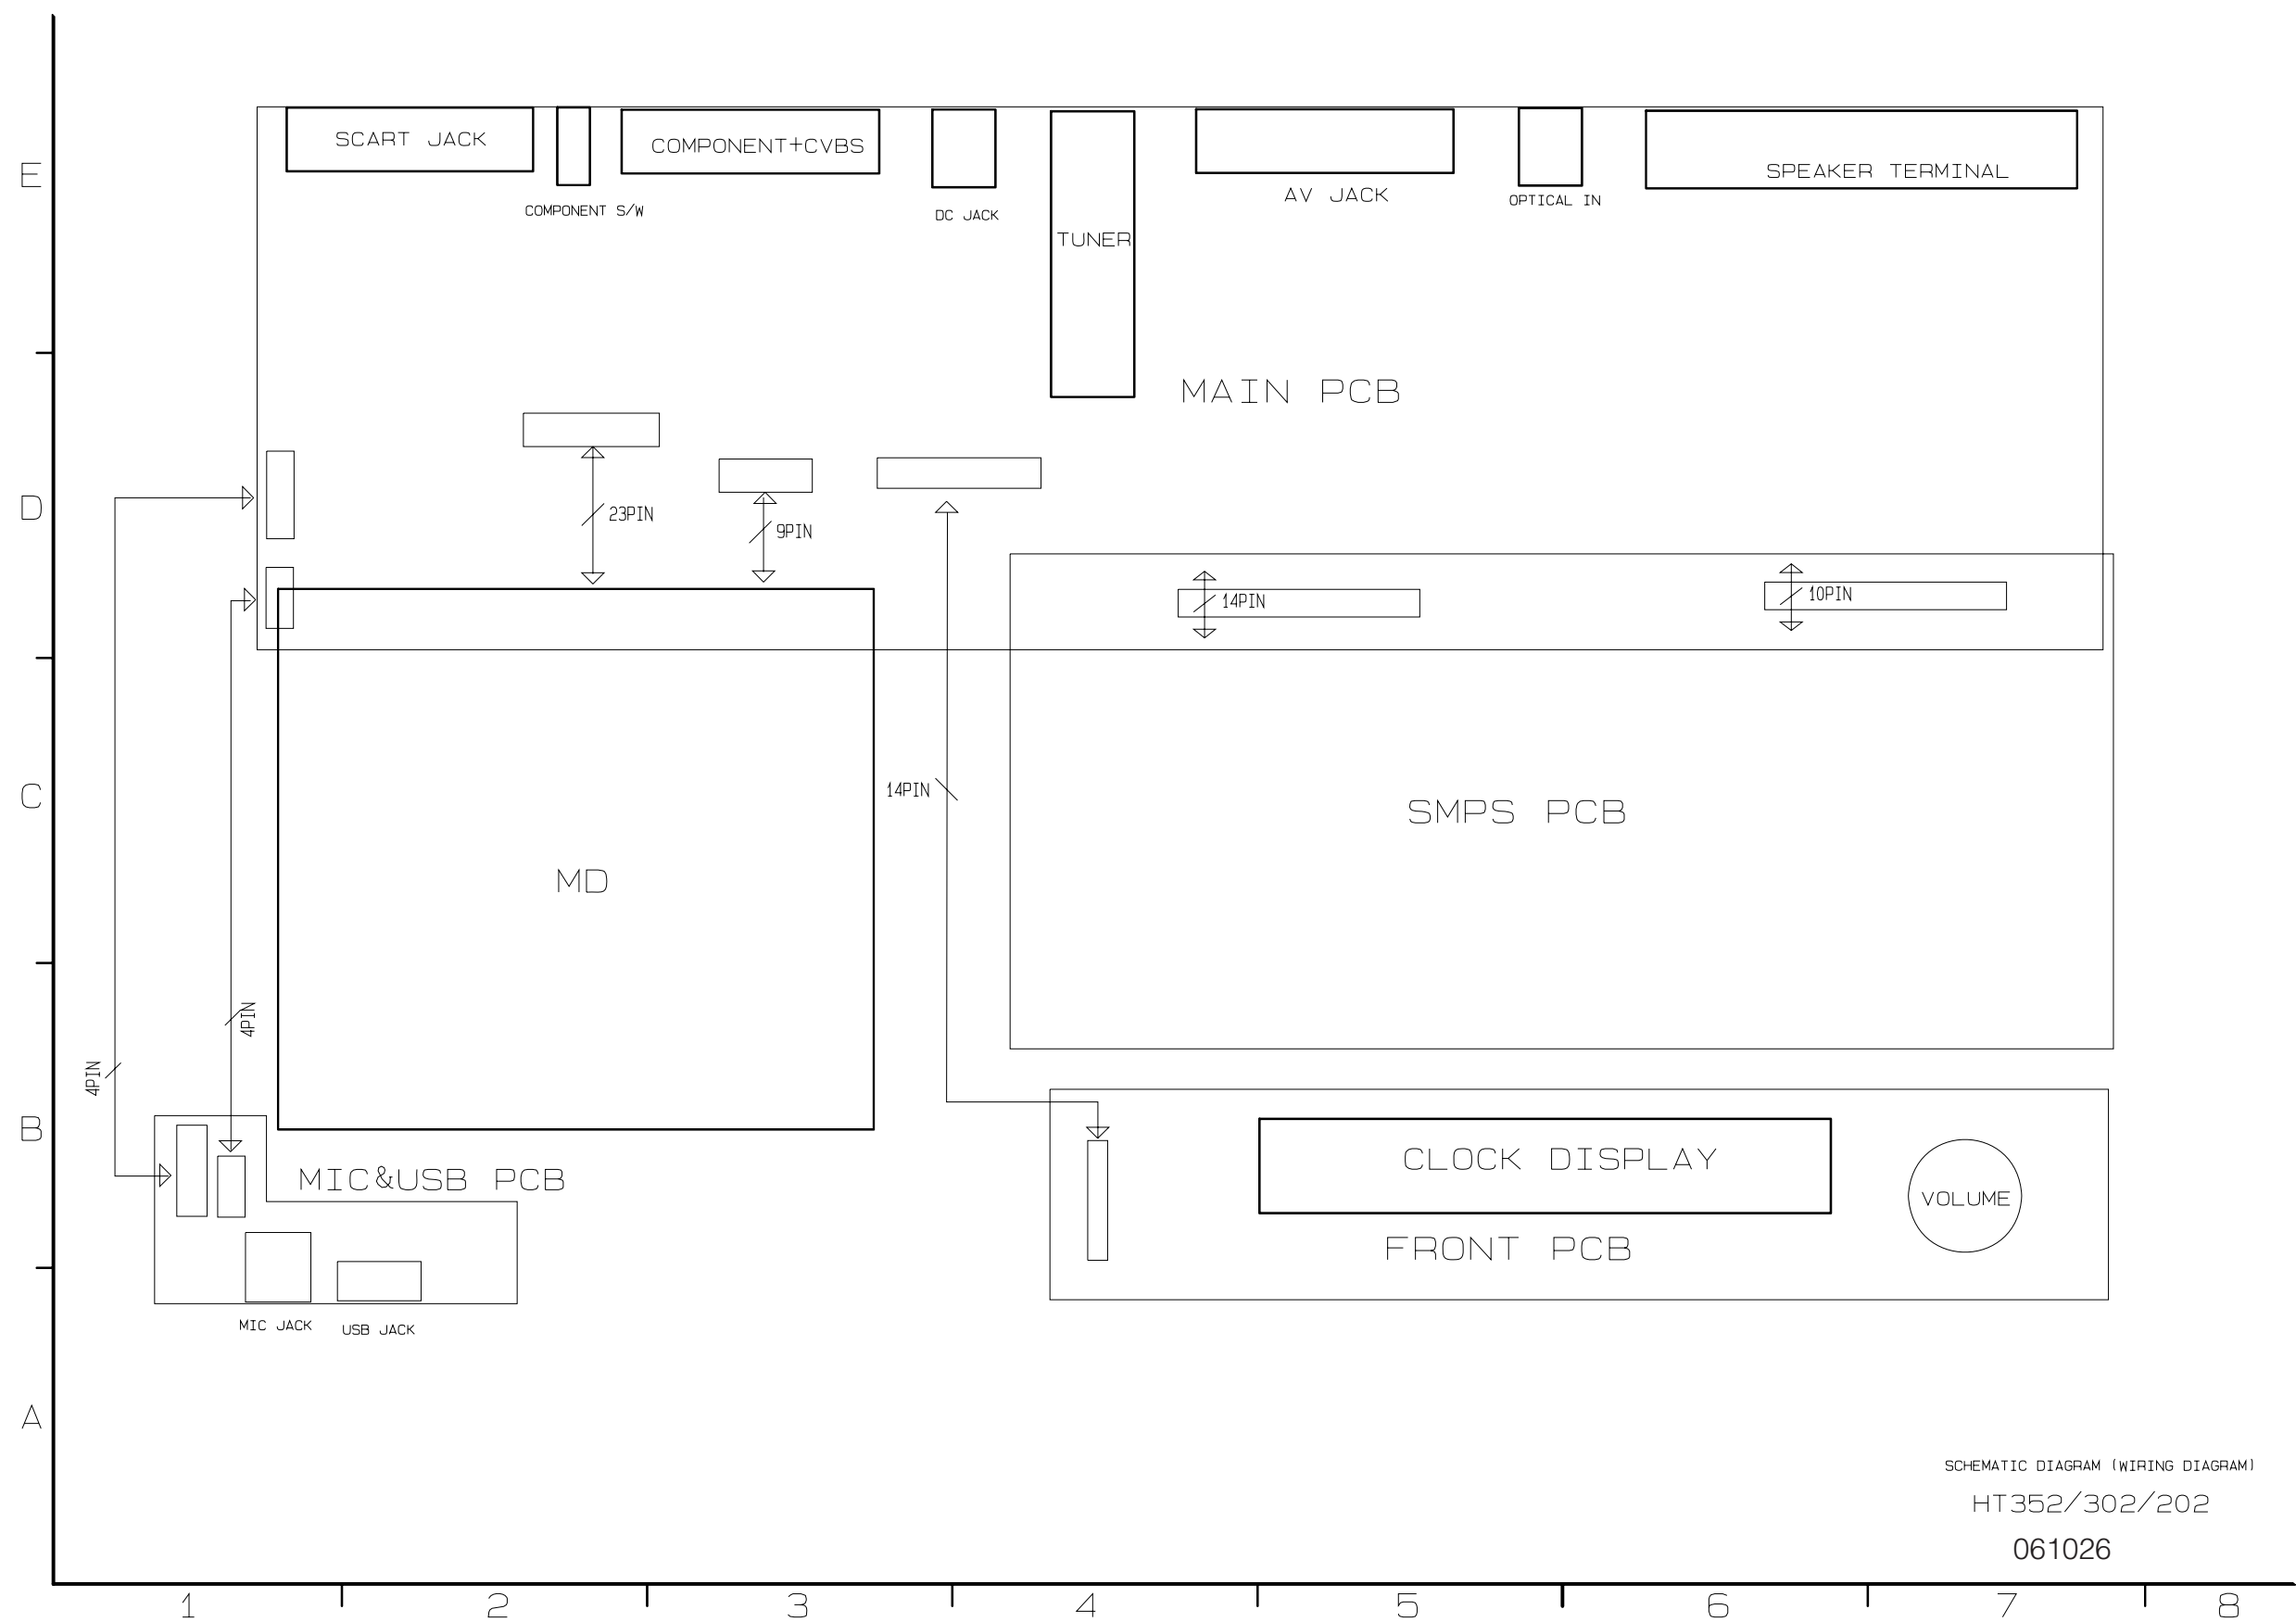 SCART JACK
COMPONENT+CVBS
E
SPEAKER TERMINAL
AV JACK
OPTICAL IN
COMPONENT S/W
DC JACK
TUNER
MAIN PCB
D
23PIN
9PIN
14PIN
10PIN
C
14PIN
SMPS PCB
MD
4PIN
4PIN
B
CLOCK DISPLAY
MIC&USB PCB
VOLUME
FRONT PCB
MIC JACK
USB JACK
A
SCHEMATIC DIAGRAM (WIRING DIAGRAM)
HT352/302/202
061026
1 2 3 4 5 6 7 8